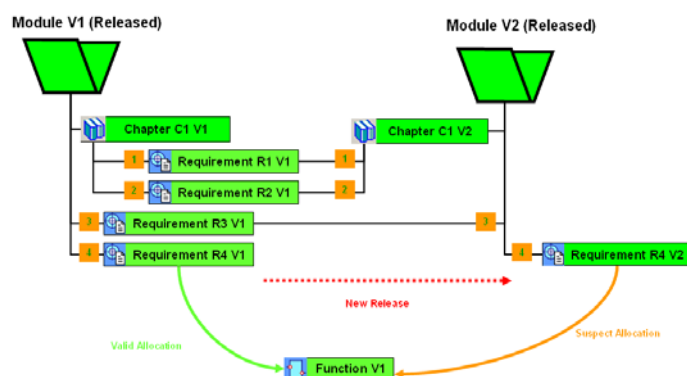 Module V1 (Released)
Module V2 (Released)
Chapter C1 V1
Chapter C1 V2
1 Requirement R1 V1 1
2 Requirement R2 V1 2
3 Requirement R3 V1 3
4 Requirement R4 V1
4 Requirement R4 V2
New Release
Suspect Allocation
Valid Allocation
Function V1